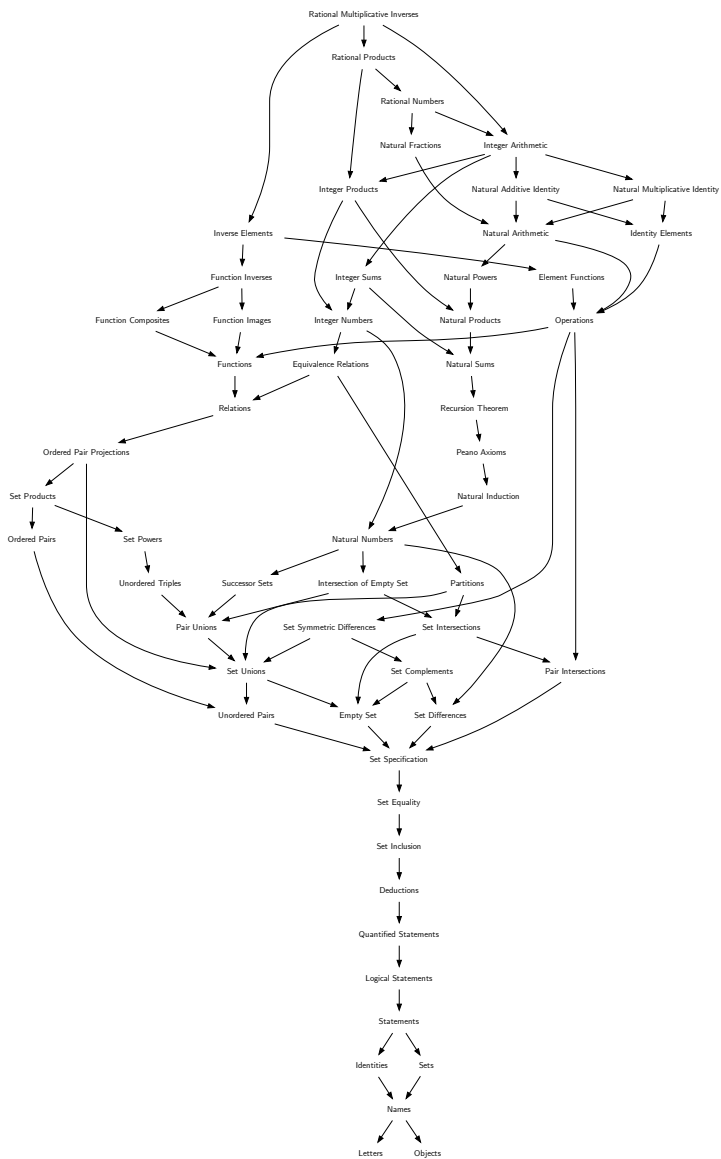 Rational Multiplicative Inverses
Rational Products
Rational Numbers
Natural Fractions
Integer Arithmetic
Integer Products
Natural Additive Identity
Natural Multiplicative Identity
Inverse Elements
Natural Arithmetic
Identity Elements
Function Inverses
Integer Sums
Natural Powers
Element Functions
Function Composites
Function Images
Integer Numbers
Natural Products
Operations
Functions
Equivalence Relations
Natural Sums
Relations
Recursion Theorem
Ordered Pair Projections
Peano Axioms
Set Products
Natural Induction
Ordered Pairs
Set Powers
Natural Numbers
Unordered Triples
Successor Sets
Intersection of Empty Set
Partitions
Pair Unions
Set Symmetric Differences
Set Intersections
Set Unions
Set Complements
Pair Intersections
Unordered Pairs
Empty Set
Set Differences
Set Specification
Set Equality
Set Inclusion
Deductions
Quantified Statements
Logical Statements
Statements
Identities
Sets
Names
Letters
Objects